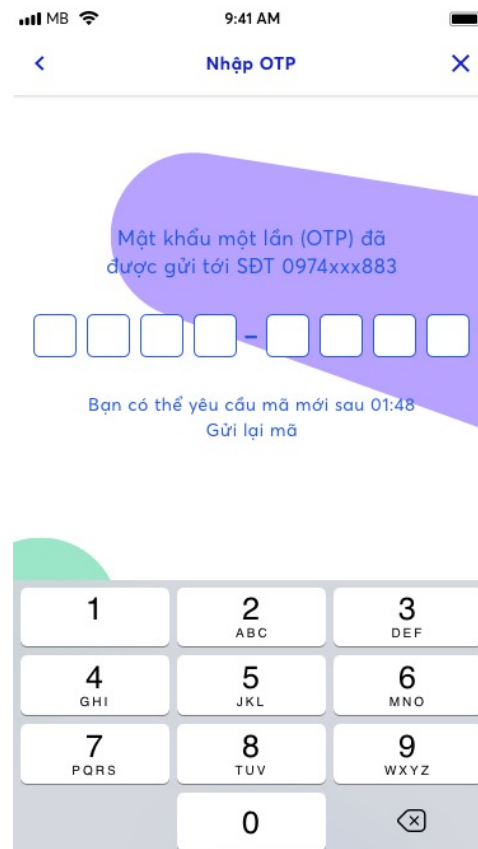 MB 9:41 AM
Nhập OTP
Mật khẩu một lần (OTP) đã
được gửi tới SĐT 0974xxx883
–
Bạn có thể yêu cầu mã mới sau 01:48
Gửi lại mã
1 2 3
ABC DEF
4 5 6
GHI JKL MNO
7 8 9
PQRS TUV WXYZ
0